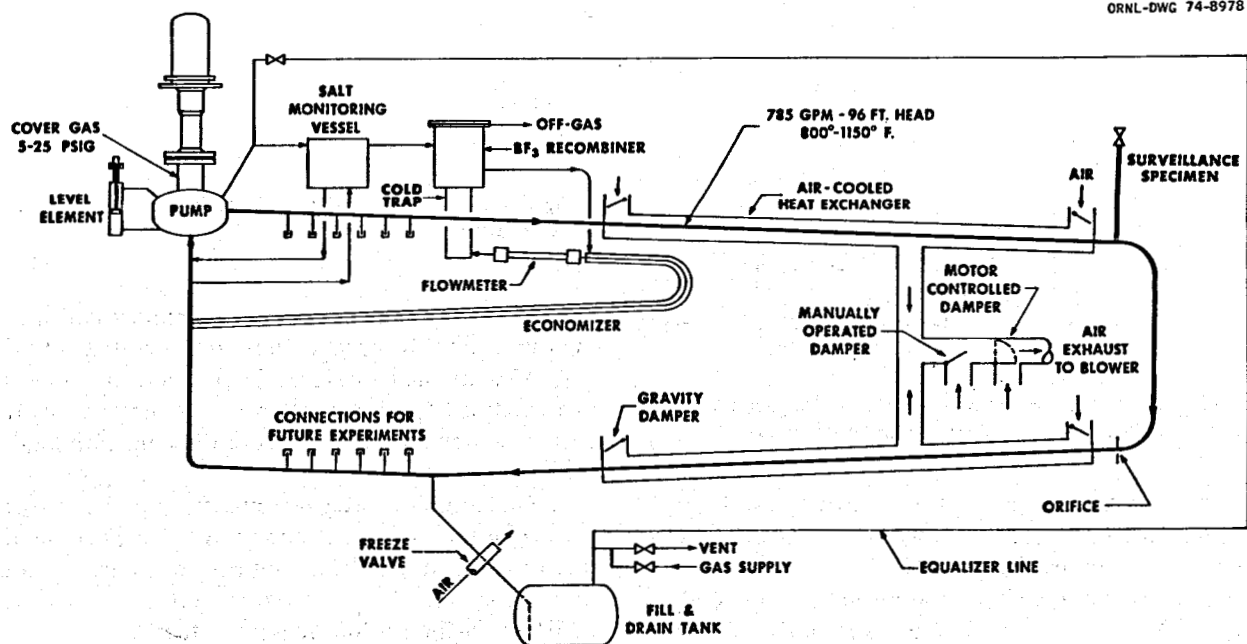 ORNL-DWG 74-8978
COVER GAS
5-25 PSIG
SALT
MONITORING
VESSEL
OFF-GAS
BF3 RECOMBINER
785 GPM - 96 FT. HEAD
800°-1150° F.
SURVEILLANCE
SPECIMEN
LEVEL
ELEMENT
PUMP
COLD
TRAP
AIR-COOLED
HEAT EXCHANGER
AIR
FLOWMETER
ECONOMIZER
MOTOR
CONTROLLED
DAMPER
MANUALLY
OPERATED
DAMPER
AIR
EXHAUST
TO BLOWER
CONNECTIONS FOR
FUTURE EXPERIMENTS
GRAVITY
DAMPER
ORIFICE
FREEZE
VALVE
AIR
VENT
GAS SUPPLY
EQUALIZER LINE
FILL &
DRAIN TANK